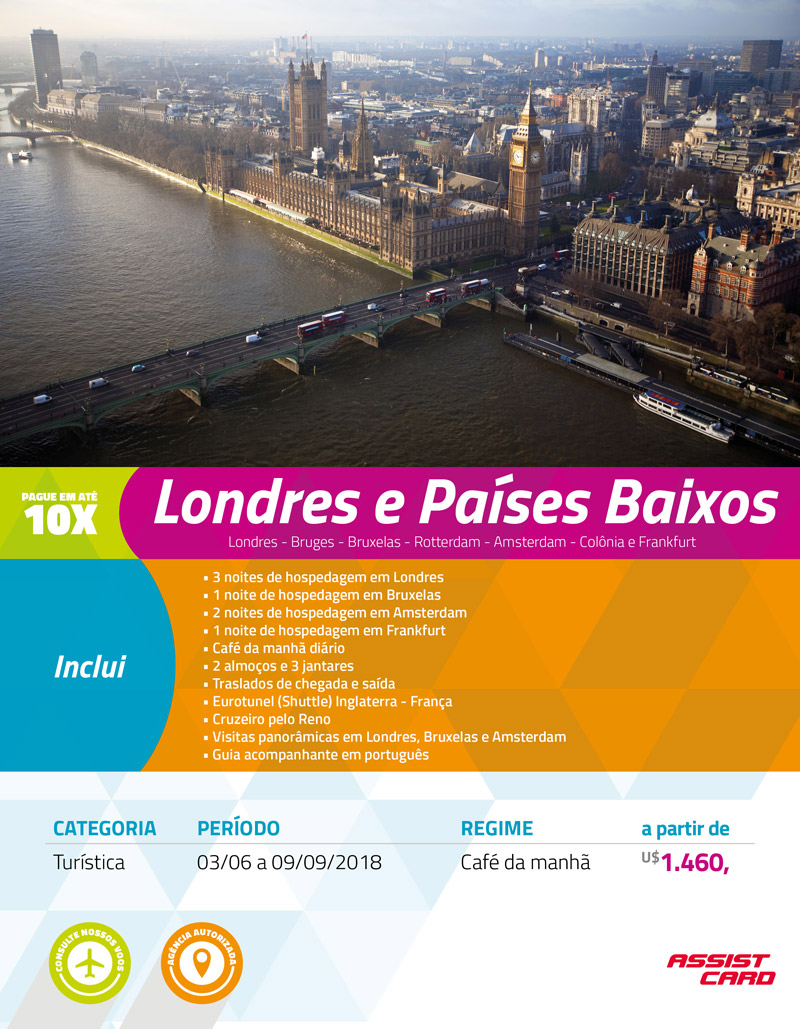 PAGUE EM ATÉ
10X
Londres e Países Baixos
Londres - Bruges - Bruxelas - Rotterdam - Amsterdam - Colônia e Frankfurt
Inclui
• 3 noites de hospedagem em Londres
• 1 noite de hospedagem em Bruxelas
• 2 noites de hospedagem em Amsterdam
• 1 noite de hospedagem em Frankfurt
• Café da manhã diário
• 2 almoços e 3 jantares
• Traslados de chegada e saída
• Eurotunel (Shuttle) Inglaterra - França
• Cruzeiro pelo Reno
• Visitas panorâmicas em Londres, Bruxelas e Amsterdam
• Guia acompanhante em português
CATEGORIA PERÍODO REGIME a partir de
Turística 03/06 a 09/09/2018 Café da manhã U$1.460,
CONSULTE NOSSOS VOOS
AGÊNCIA AUTORIZADA
ASSIST
CARD